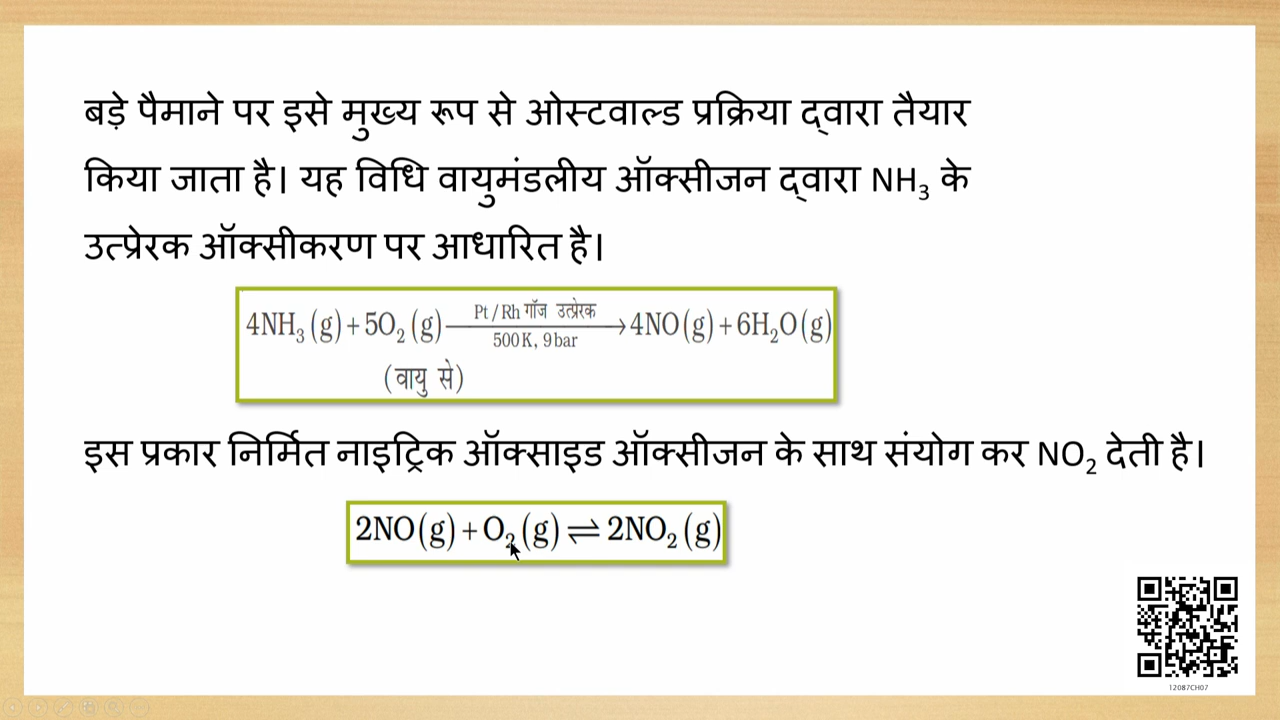 बड़े पैमाने पर इसे मुख्य रूप से ओस्टवाल्ड प्रक्रिया द्वारा तैयार
किया जाता है। यह विधि वायुमंडलीय ऑक्सीजन द्वारा NH₃ के
उत्प्रेरक ऑक्सीकरण पर आधारित है।
4NH₃(g)+5O₂(g) Pt/Rh गॉज उत्प्रेरक 500K, 9bar → 4NO(g)+6H₂O(g)
(वायु से)
इस प्रकार निर्मित नाइट्रिक ऑक्साइड ऑक्सीजन के साथ संयोग कर NO₂ देती है।
2NO(g)+O₂(g)⇌2NO₂(g)
12087CH07